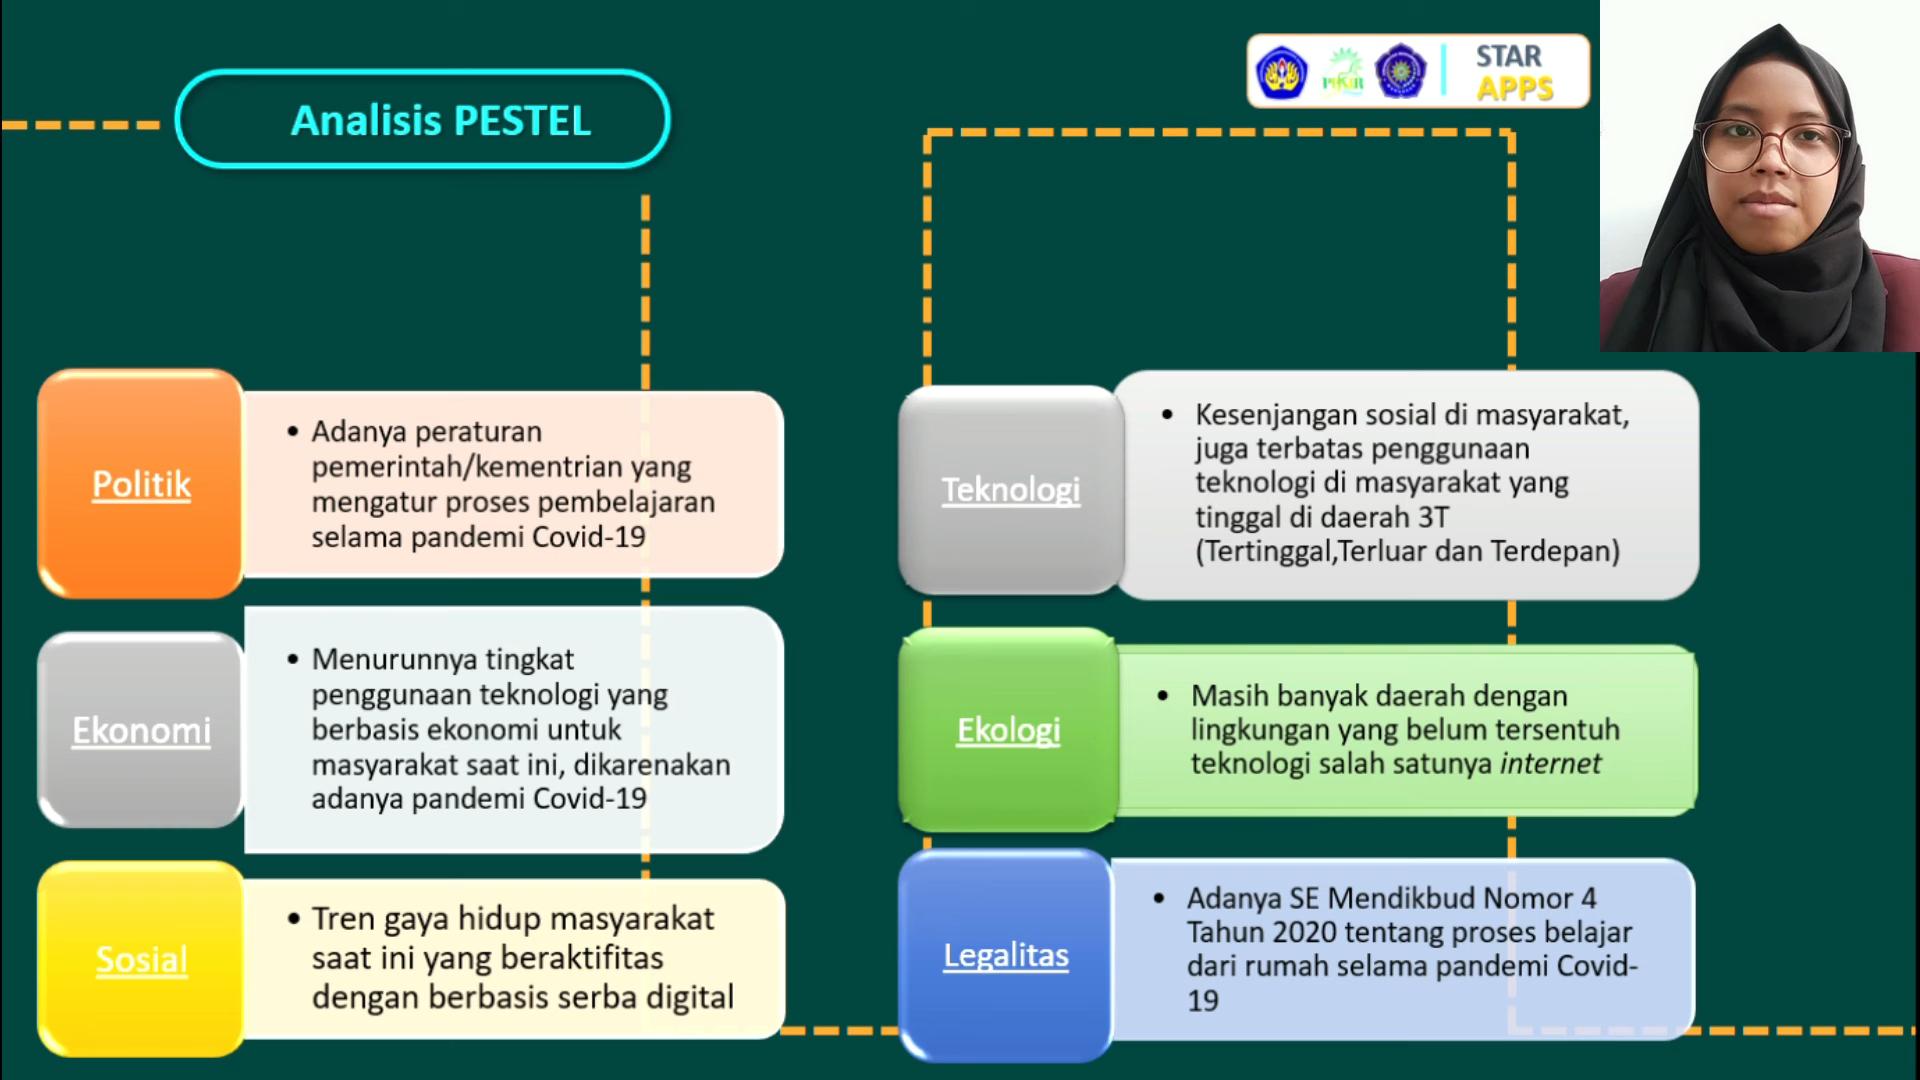 Analisis PESTEL
STAR
APPS
Politik
• Adanya peraturan
pemerintah/kementrian yang
mengatur proses pembelajaran
selama pandemi Covid-19
Ekonomi
• Menurunnya tingkat
penggunaan teknologi yang
berbasis ekonomi untuk
masyarakat saat ini, dikarenakan
adanya pandemi Covid-19
Sosial
• Tren gaya hidup masyarakat
saat ini yang beraktifitas
dengan berbasis serba digital
Teknologi
• Kesenjangan sosial di masyarakat,
juga terbatas penggunaan
teknologi di masyarakat yang
tinggal di daerah 3T
(Tertinggal,Terluar dan Terdepan)
Ekologi
• Masih banyak daerah dengan
lingkungan yang belum tersentuh
teknologi salah satunya internet
Legalitas
• Adanya SE Mendikbud Nomor 4
Tahun 2020 tentang proses belajar
dari rumah selama pandemi Covid-
19